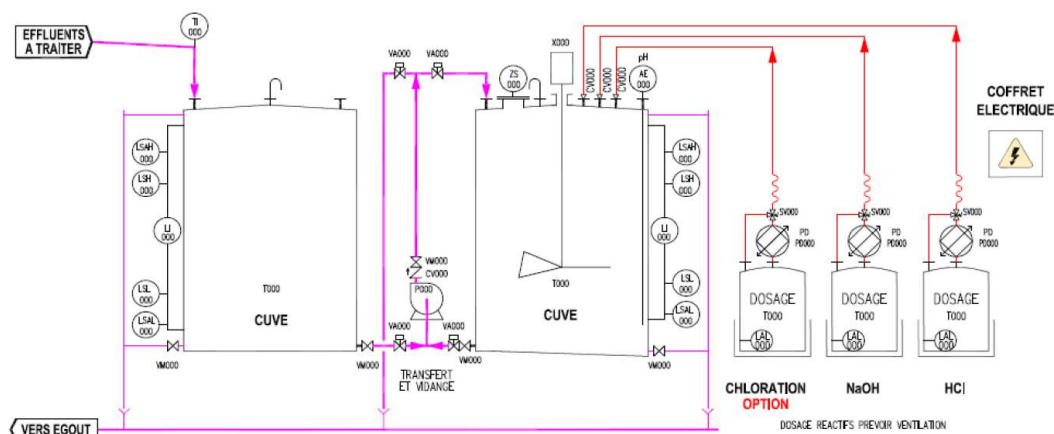 EFFLUENTS
A TRAITER
TI
000
VA000
VA000
X000
ZS
000
CV000
CV000
CV000
pH
AE
000
COFFRET
ELECTRIQUE
LSAH
000
LSH
000
LI
000
LSL
000
LSAL
000
T000
CUVE
VM000
VM000
VM000
CV000
P000
VA000
VA000
VM000
TRANSFERT
ET VIDANGE
T000
CUVE
LSAH
000
LSH
000
LI
000
LSL
000
LSAL
000
VM000
SV000
PD
PD000
DOSAGE
T000
LAL
000
CHLORATION
OPTION
SV000
PD
PD000
DOSAGE
T000
LAL
000
NaOH
SV000
PD
PD000
DOSAGE
T000
LAL
000
HCl
DOSAGE REACTIFS PREVOIR VENTILATION
VERS EGOUT